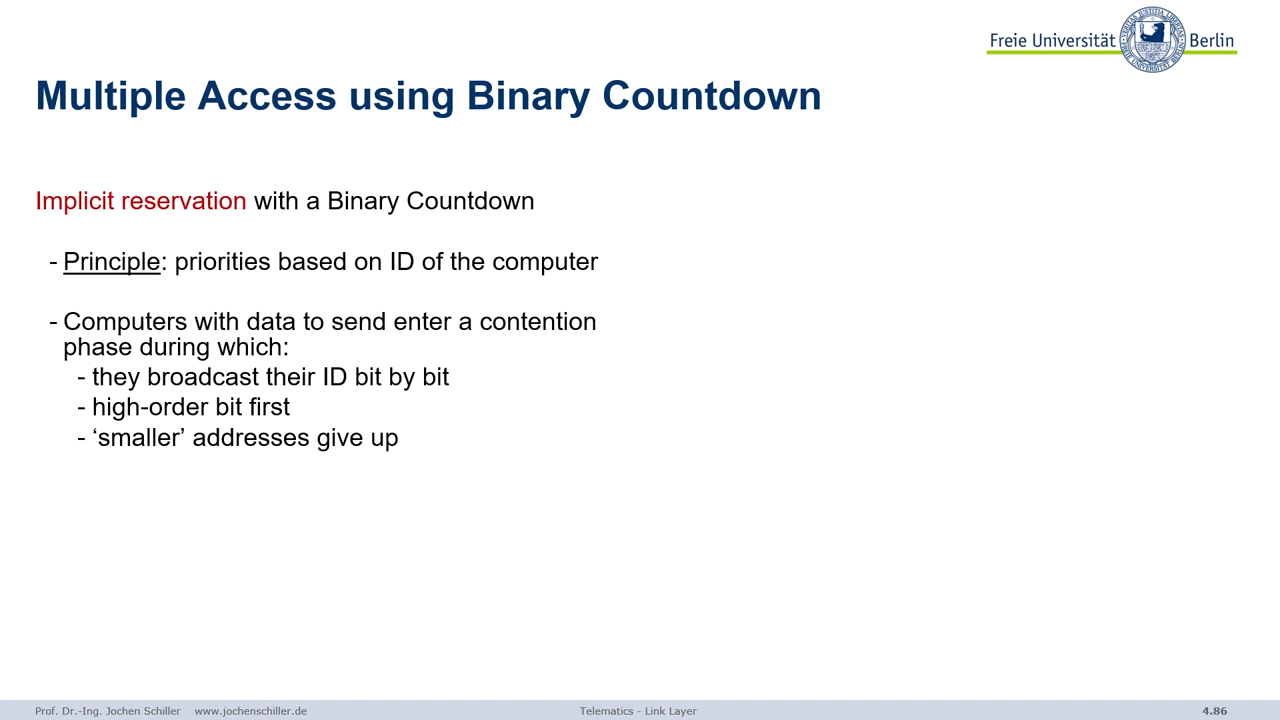 Freie Universität Berlin
Multiple Access using Binary Countdown
Implicit reservation with a Binary Countdown
- Principle: priorities based on ID of the computer
- Computers with data to send enter a contention
phase during which:
- they broadcast their ID bit by bit
- high-order bit first
- ‘smaller’ addresses give up
Prof. Dr.-Ing. Jochen Schiller www.jochenschiller.de Telematics - Link Layer 4.86